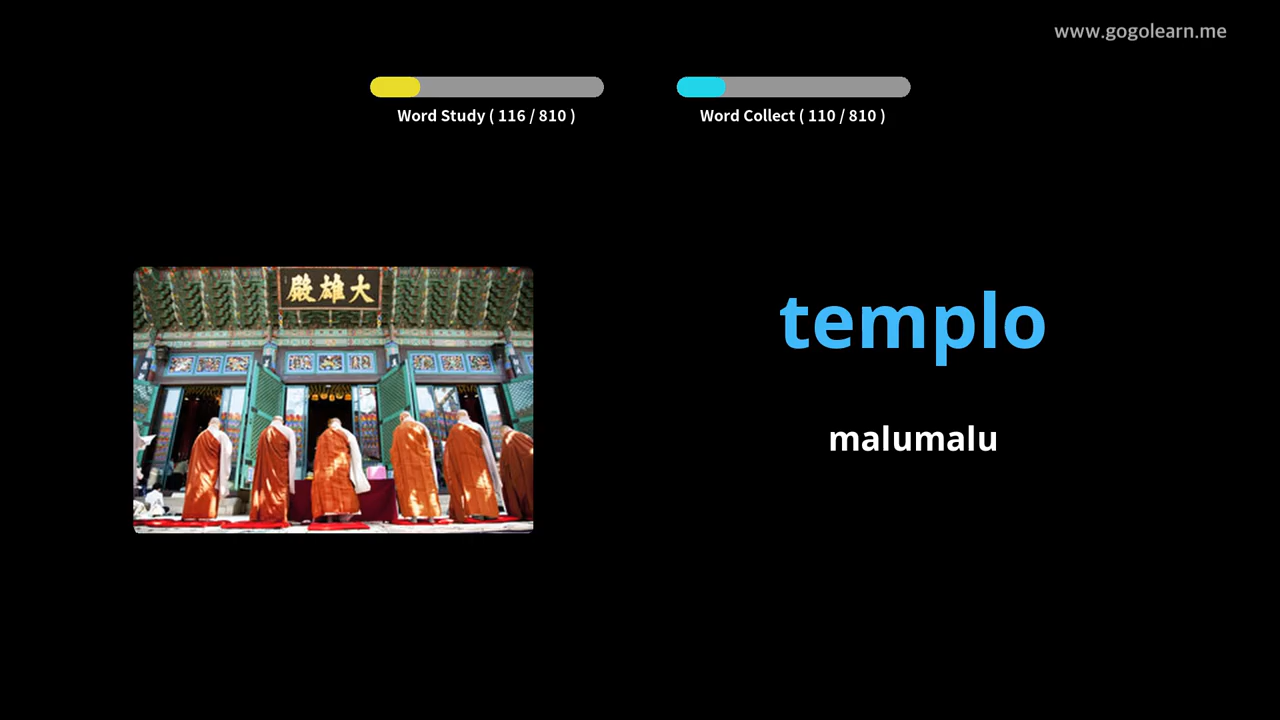 www.gogolearn.me
Word Study ( 116 / 810 )
Word Collect ( 110 / 810 )
殿雄大
templo
malumalu